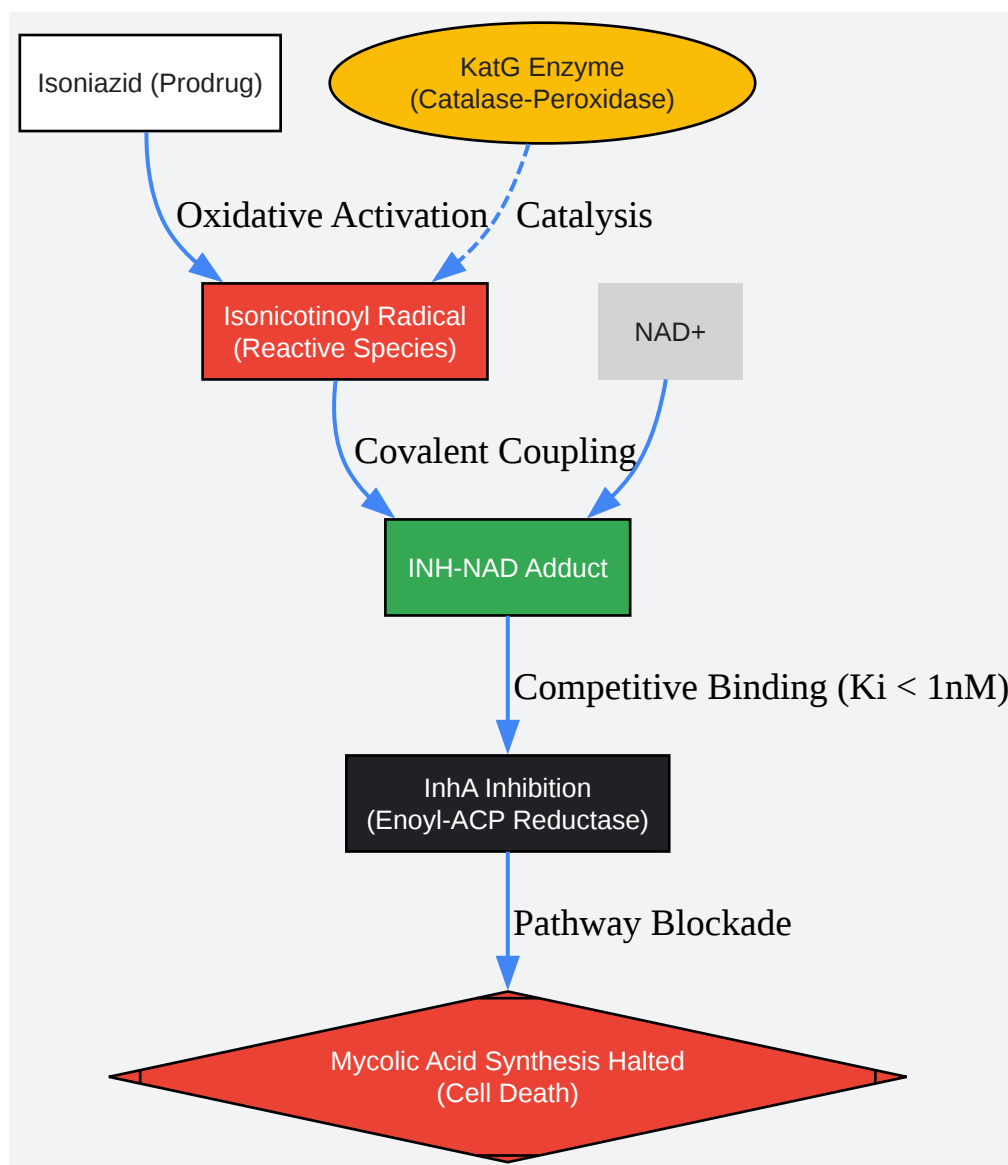 Isoniazid (Prodrug)
KatG Enzyme
(Catalase-Peroxidase)
Oxidative Activation
Catalysis
Isonicotinoyl Radical
(Reactive Species)
NAD+
Covalent Coupling
INH-NAD Adduct
Competitive Binding (Ki < 1nM)
InhA Inhibition
(Enoyl-ACP Reductase)
Pathway Blockade
Mycolic Acid Synthesis Halted
(Cell Death)